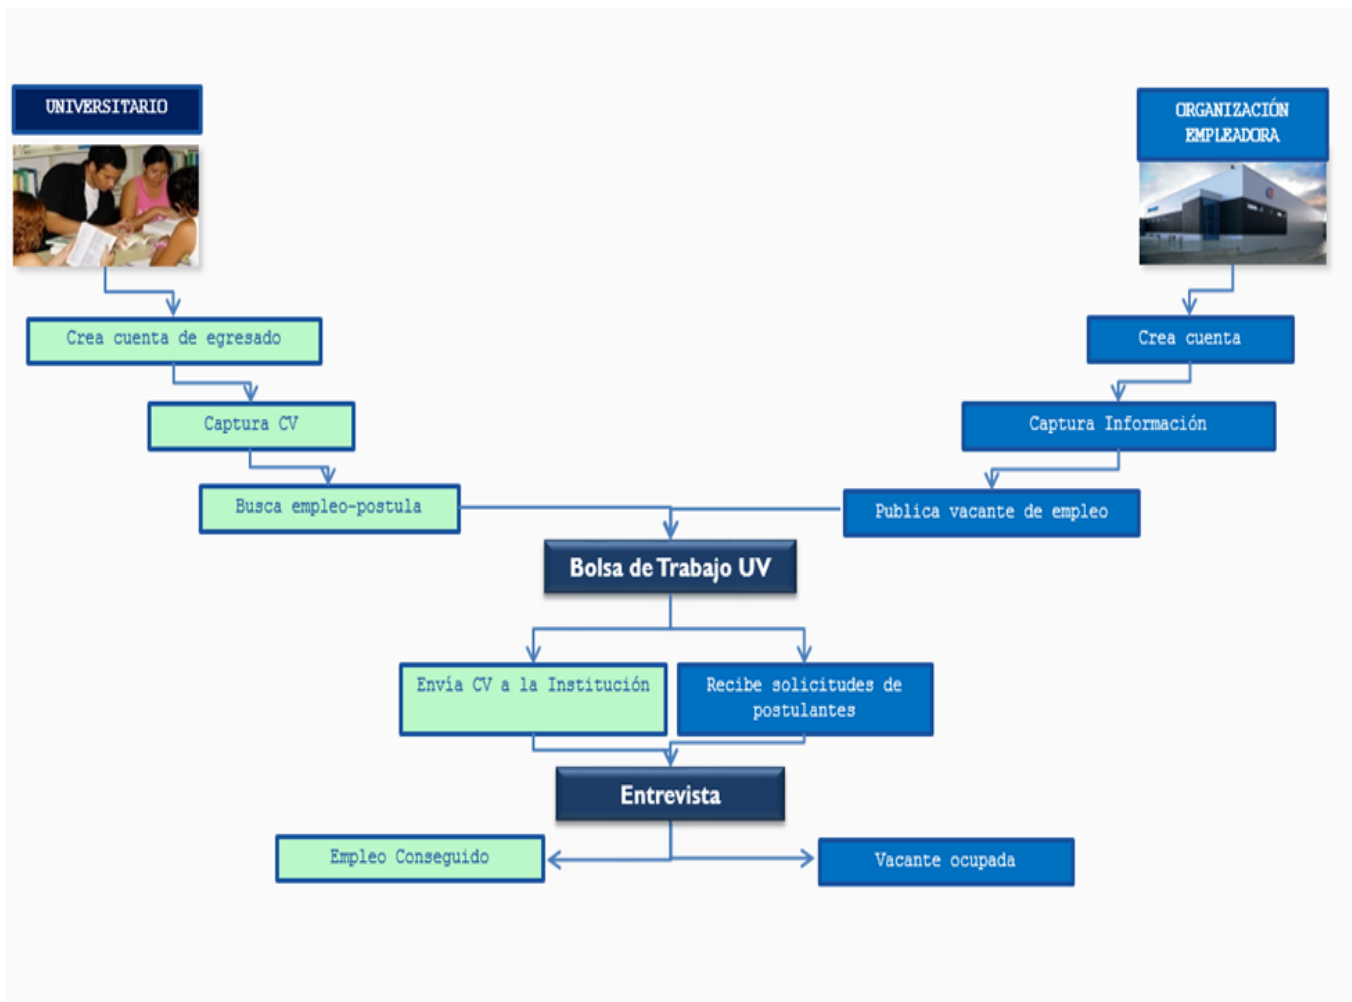 UNIVERSITARIO
ORGANIZACIÓN
EMPLEADORA
Crea cuenta de egresado
Crea cuenta
Captura CV
Captura Información
Busca empleo-postula
Publica vacante de empleo
Bolsa de Trabajo UV
Envía CV a la Institución
Recibe solicitudes de
postulantes
Entrevista
Empleo Conseguido
Vacante ocupada